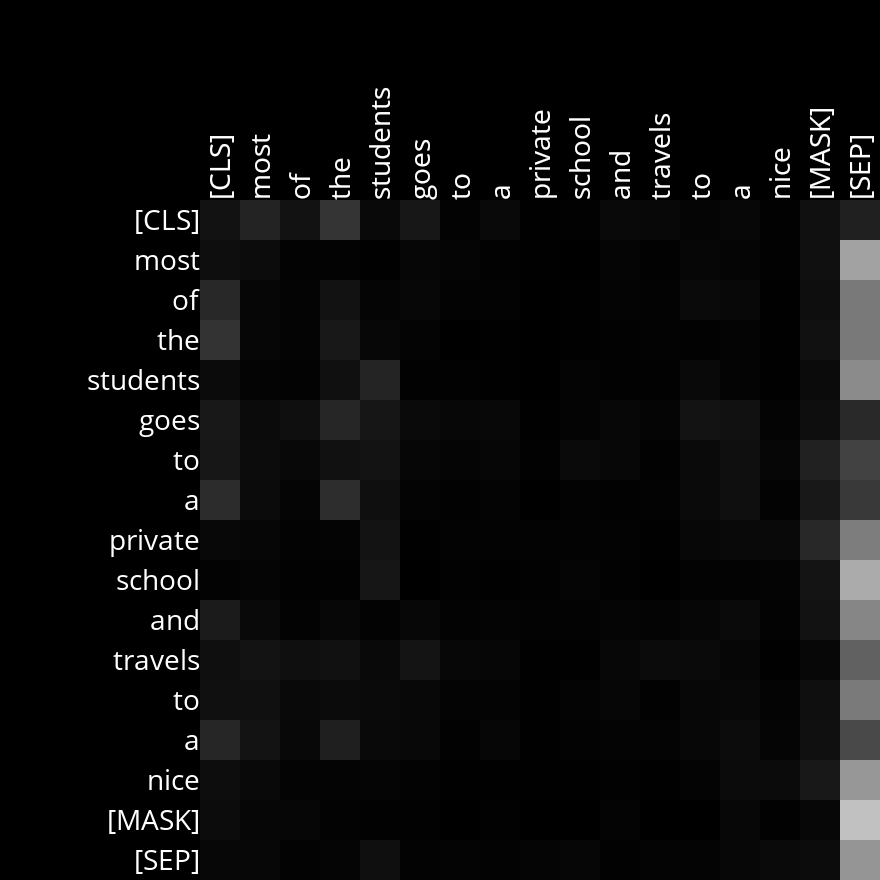 [CLS] most of the students goes to a private school and travels to a nice [MASK] [SEP]
[CLS]
most
of
the
students
goes
to
a
private
school
and
travels
to
a
nice
[MASK]
[SEP]